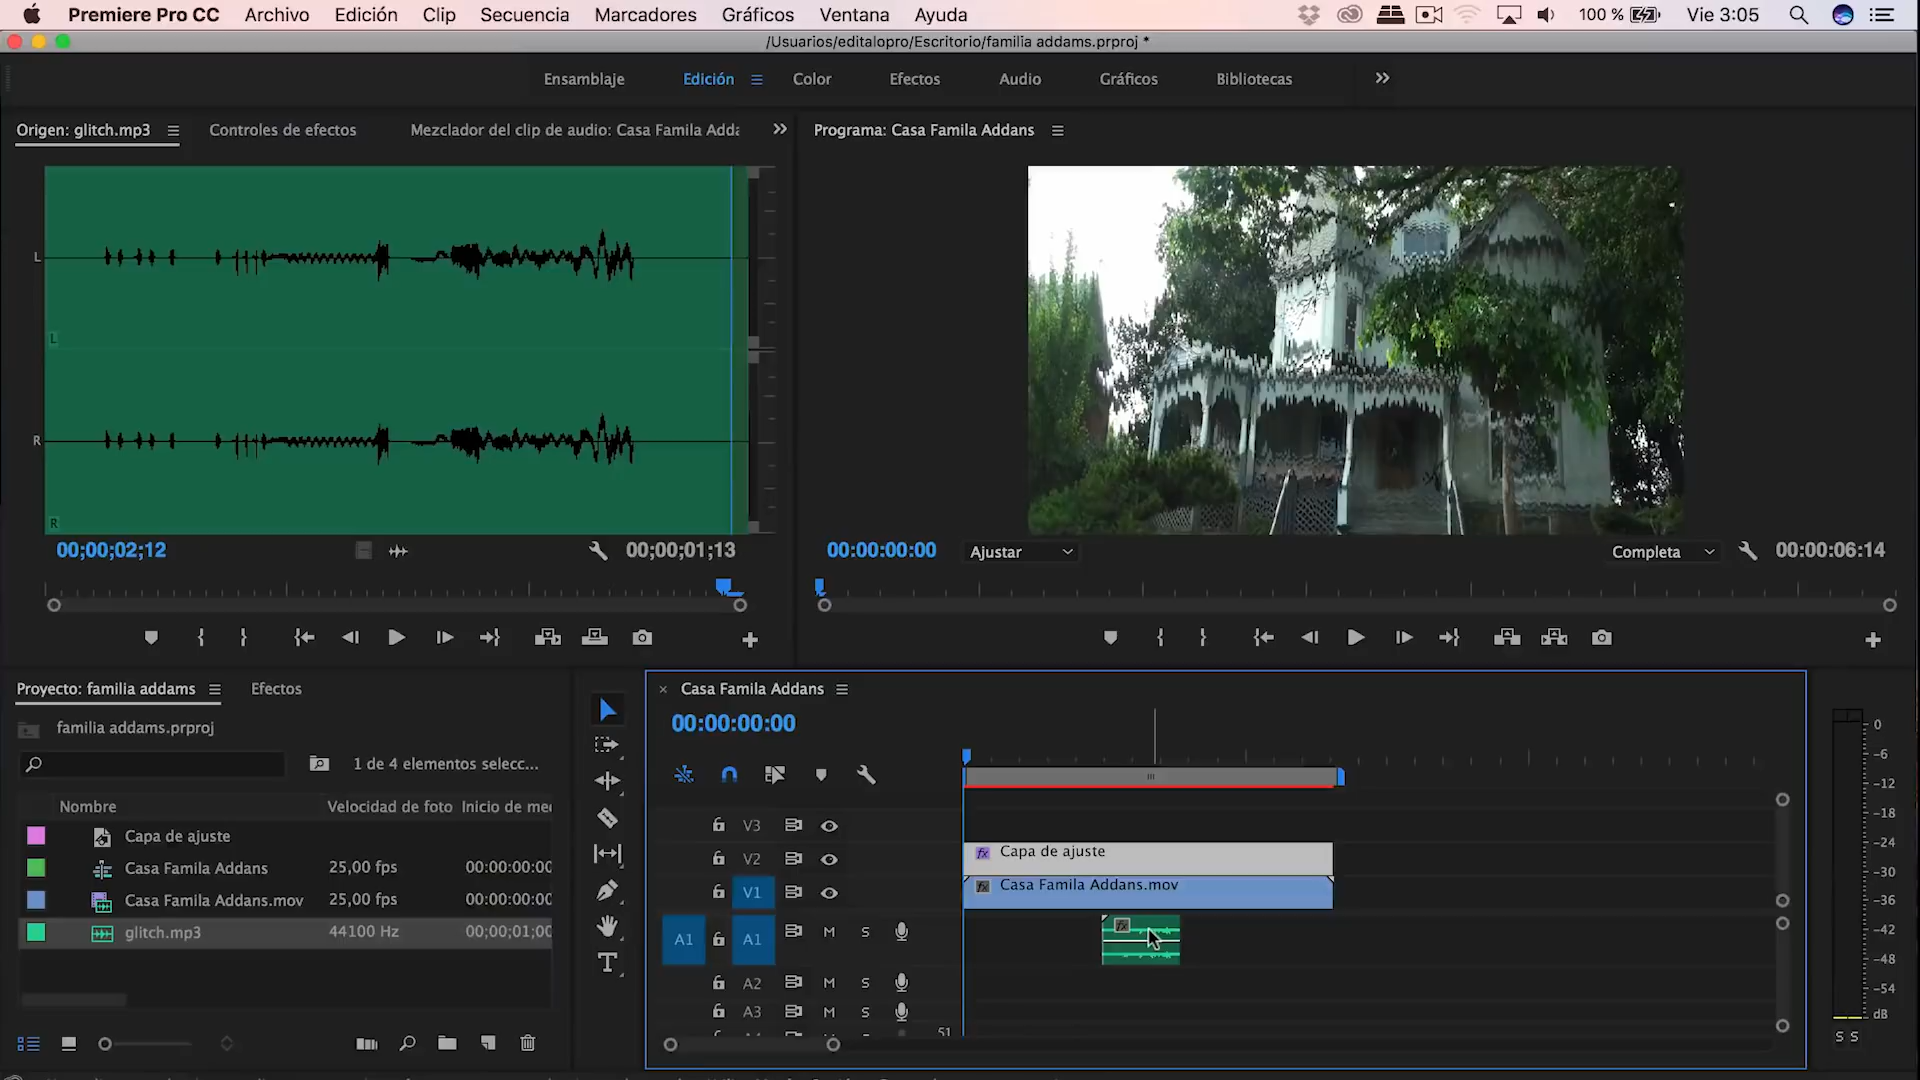 Premiere Pro CC Archivo Edición Clip Secuencia Marcadores Gráficos Ventana Ayuda 100 % Vie 3:05
/Usuarios/editalopro/Escritorio/familia addams.prproj *
Ensamblaje Edición Color Efectos Audio Gráficos Bibliotecas
Origen: glitch.mp3 Controles de efectos Mezclador del clip de audio: Casa Famila Adda
Programa: Casa Famila Addans
L
L
R
R
00;00;02;12 00;00;01;13
00:00:00:00 Ajustar Completa 00:00:06:14
Proyecto: familia addams Efectos
familia addams.prproj
1 de 4 elementos selecc...
Nombre Velocidad de foto Inicio de me
Capa de ajuste
Casa Famila Addans 25,00 fps 00:00:00:00
Casa Famila Addans.mov 25,00 fps 00:00:00:00
glitch.mp3 44100 Hz 00;00;01;00
× Casa Famila Addans
00:00:00:00
V3
V2 fx Capa de ajuste
V1 fx Casa Famila Addans.mov
A1 A1 M S fx
A2 M S
A3 M S
51
0
-6
-12
-18
-24
-30
-36
-42
-48
-54
dB
S S